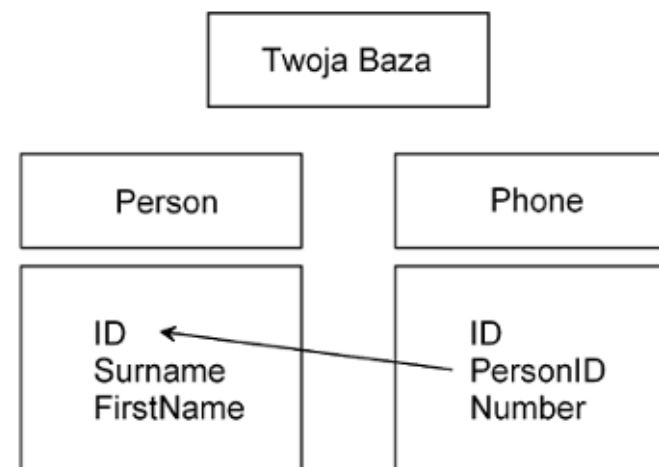 Twoja Baza
Person
Phone
ID
Surname
FirstName
ID
PersonID
Number